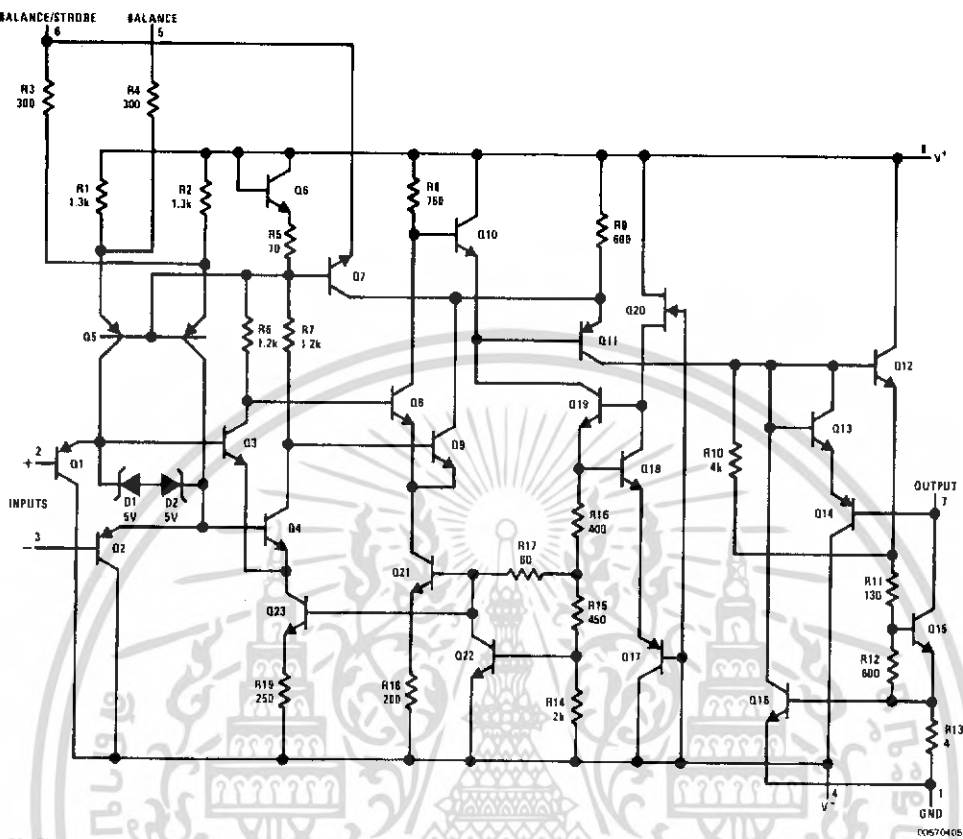 BALANCE/STROBE
6
BALANCE
5
R3
300
R4
300
8
V+
R1
1.3k
R2
1.3k
Q6
R5
70
R8
750
Q10
R9
600
Q7
Q20
Q5
R6
1.2k
R7
1.2k
Q11
Q12
Q8
Q19
Q3
Q9
R10
4k
Q13
2
+
Q1
Q18
OUTPUT
7
INPUTS
D1
5V
D2
5V
Q14
R16
400
3
-
Q2
Q4
R17
60
Q21
R11
130
Q23
R15
450
Q15
Q22
Q17
R12
600
R19
250
R18
200
R14
2k
Q16
R13
4
4
V-
1
GND